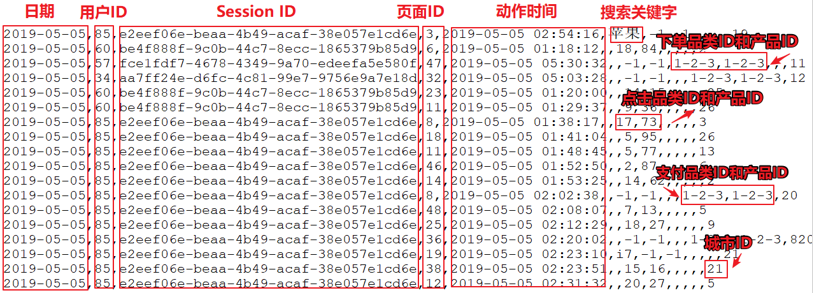 日期 用户ID Session ID 页面ID 动作时间 搜索关键字
2019-05-05,85,e2eef06e-beaa-4b49-acaf-38e057e1cd6e,3,2019-05-05 02:54:16,苹果
下单品类ID和产品ID
2019-05-05,60,be4f888f-9c0b-44c7-8ecc-1865379b85d9,6,2019-05-05 01:18:12,,18,84,
2019-05-05,57,fce1fdf7-4678-4349-9a70-edeefa5e580f,47,2019-05-05 05:30:32,,-1,-1,1-2-3,1-2-3,,,11
2019-05-05,34,aa7ff24e-d6fc-4c81-99e7-9756e9a7e18d,32,2019-05-05 05:03:28,,-1,-1,,,1-2-3,1-2-3,12
2019-05-05,60,be4f888f-9c0b-44c7-8ecc-1865379b85d9,23,2019-05-05 01:20:00
点击品类ID和产品ID
2019-05-05,60,be4f888f-9c0b-44c7-8ecc-1865379b85d9,11,2019-05-05 01:29:37
2019-05-05,85,e2eef06e-beaa-4b49-acaf-38e057e1cd6e,8,2019-05-05 01:38:17,,17,73,,,,,3
2019-05-05,85,e2eef06e-beaa-4b49-acaf-38e057e1cd6e,18,2019-05-05 01:41:04,,5,95,,,,,26
2019-05-05,85,e2eef06e-beaa-4b49-acaf-38e057e1cd6e,11,2019-05-05 01:48:45,,5,77,,,,,13
2019-05-05,85,e2eef06e-beaa-4b49-acaf-38e057e1cd6e,46,2019-05-05 01:52:50,,2,87,,,,,6
支付品类ID和产品ID
2019-05-05,85,e2eef06e-beaa-4b49-acaf-38e057e1cd6e,14,2019-05-05 01:53:25,,14,62
2019-05-05,85,e2eef06e-beaa-4b49-acaf-38e057e1cd6e,8,2019-05-05 02:02:38,,-1,-1,,,1-2-3,1-2-3,20
2019-05-05,85,e2eef06e-beaa-4b49-acaf-38e057e1cd6e,48,2019-05-05 02:08:07,,7,13,,,,,5
2019-05-05,85,e2eef06e-beaa-4b49-acaf-38e057e1cd6e,25,2019-05-05 02:12:29,,18,27,,,,,9
城市ID
2019-05-05,85,e2eef06e-beaa-4b49-acaf-38e057e1cd6e,36,2019-05-05 02:20:02,,-1,-1,,
2019-05-05,85,e2eef06e-beaa-4b49-acaf-38e057e1cd6e,19,2019-05-05 02:23:10,17,-1,-1,,,,,21
2019-05-05,85,e2eef06e-beaa-4b49-acaf-38e057e1cd6e,38,2019-05-05 02:23:51,,15,16,,,,,21
2019-05-05,85,e2eef06e-beaa-4b49-acaf-38e057e1cd6e,12,2019-05-05 02:31:32,,20,27,,,,,5